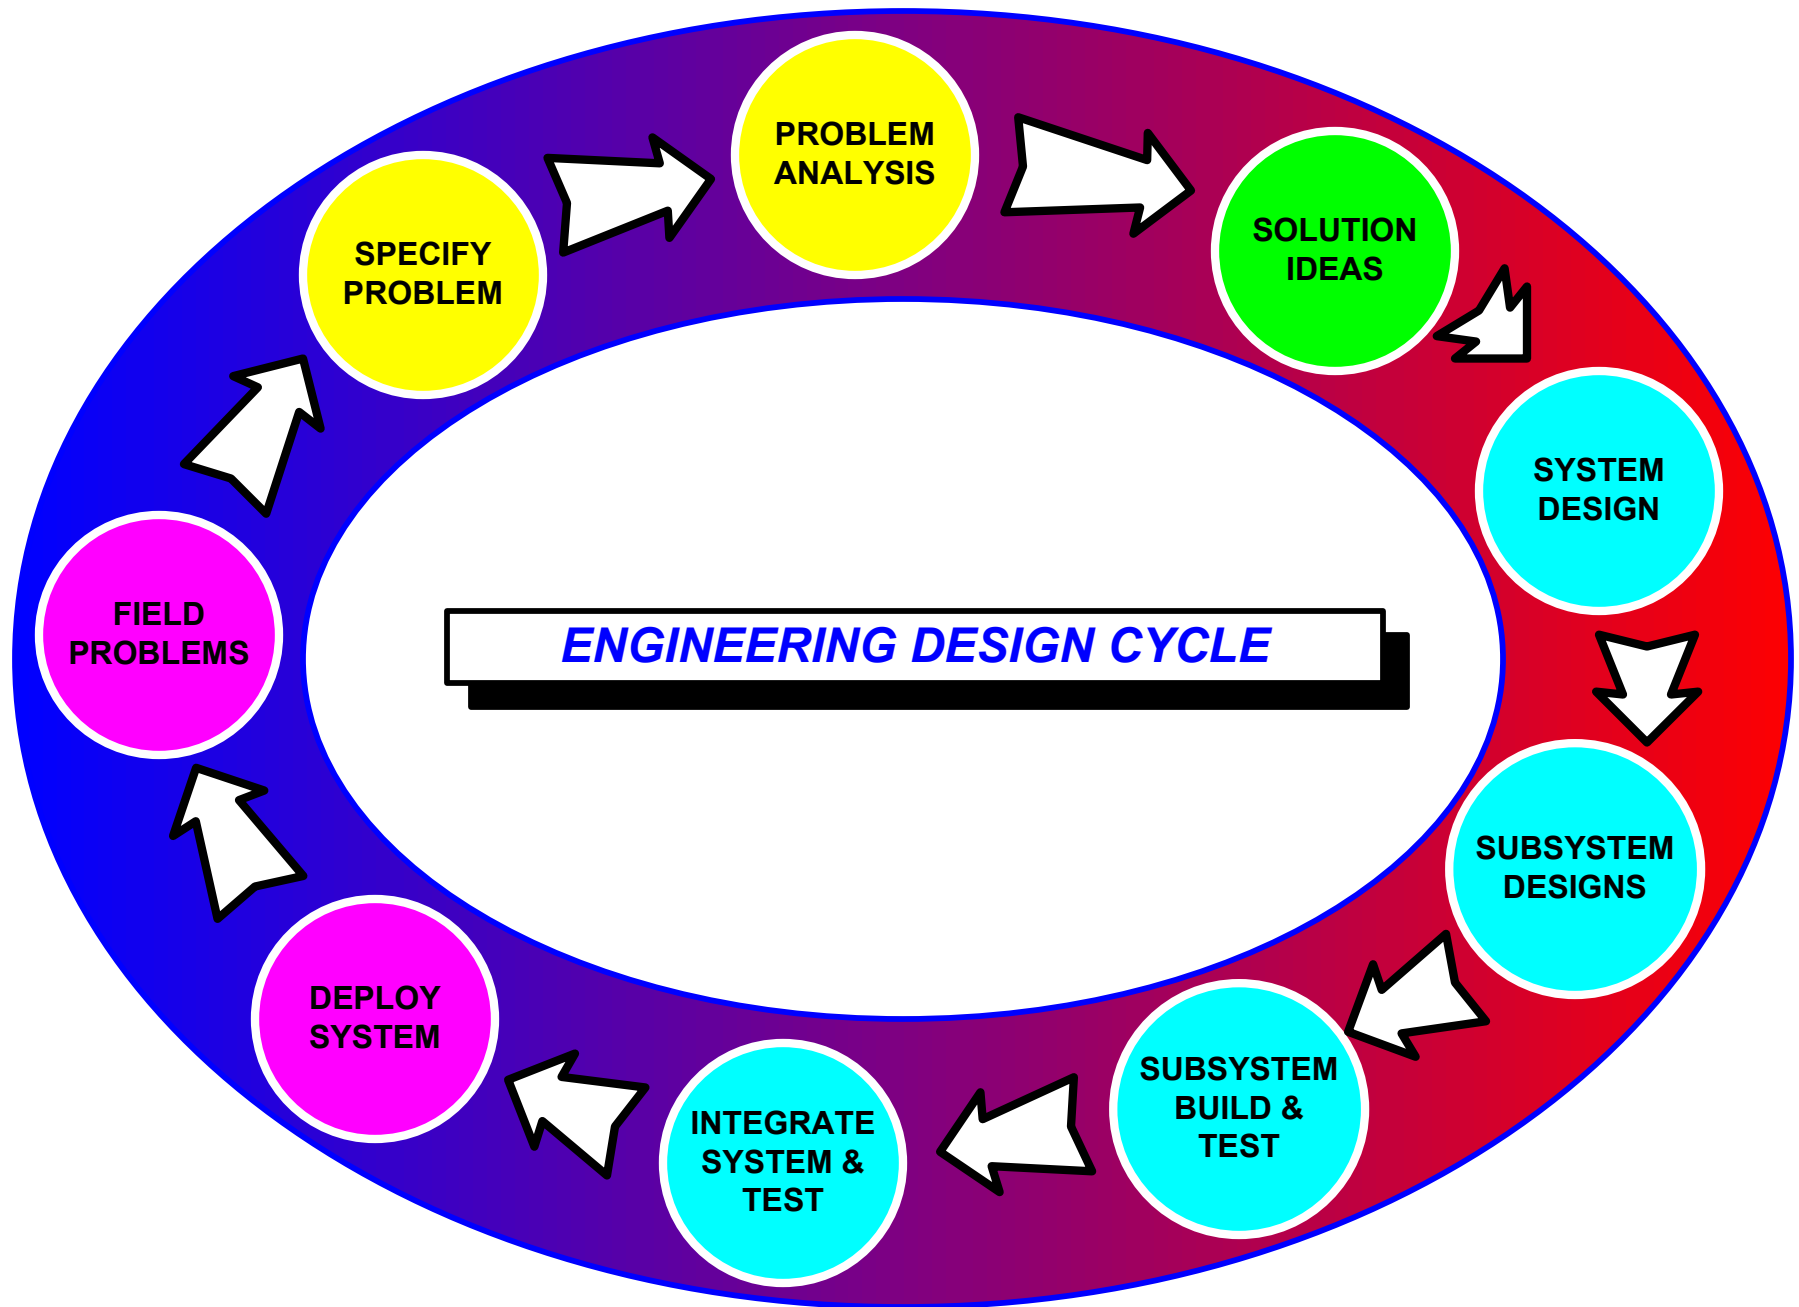 PROBLEM
ANALYSIS
SOLUTION
IDEAS
SYSTEM
DESIGN
SUBSYSTEM
DESIGNS
SUBSYSTEM
BUILD &
TEST
INTEGRATE
SYSTEM &
TEST
DEPLOY
SYSTEM
FIELD
PROBLEMS
SPECIFY
PROBLEM
ENGINEERING DESIGN CYCLE